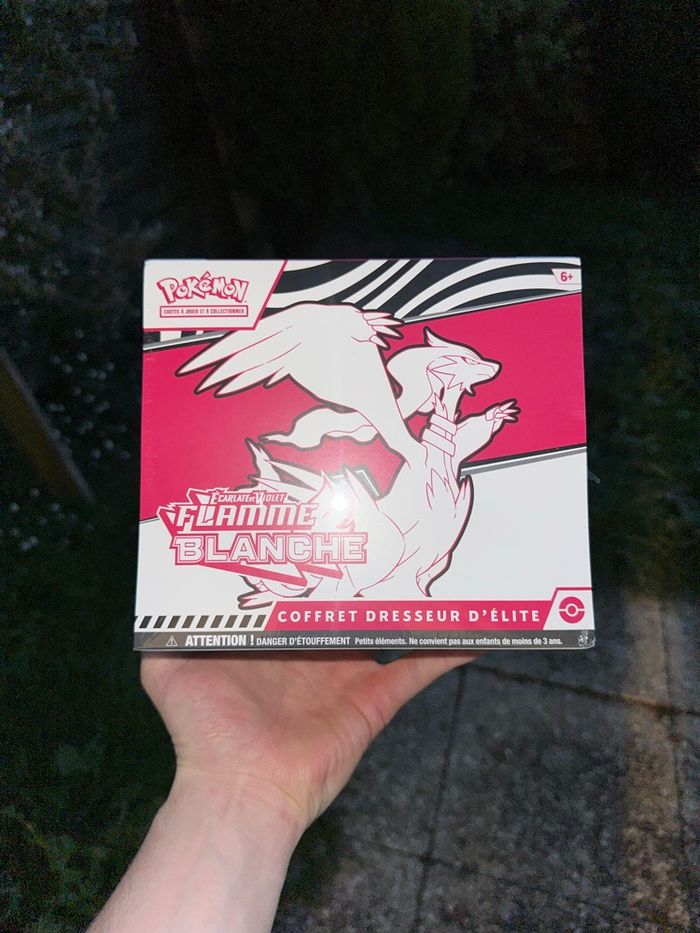 POKéMON
CARTES À JOUER ET À COLLECTIONNER
6+
ÉCARLATE ET VIOLET
FLAMME
BLANCHE
COFFRET DRESSEUR D'ÉLITE
ATTENTION ! DANGER D'ÉTOUFFEMENT Petits éléments. Ne convient pas aux enfants de moins de 3 ans.